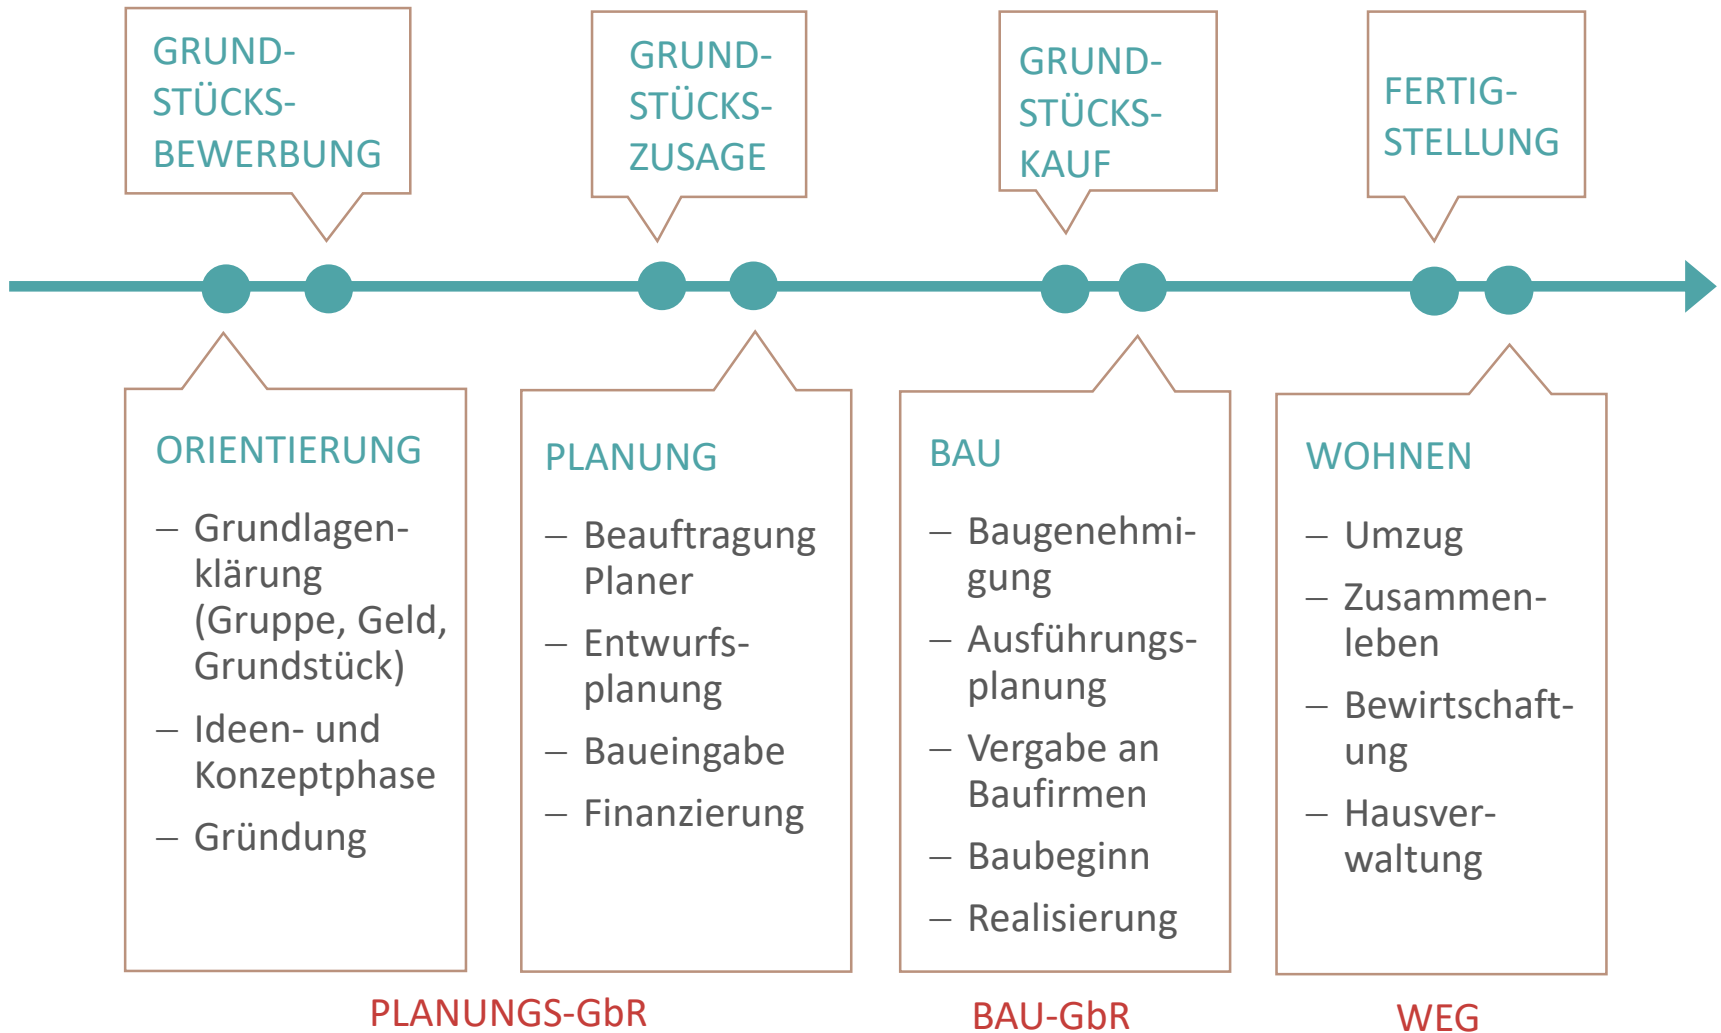 GRUND-
STÜCKS-
BEWERBUNG
GRUND-
STÜCKS-
ZUSAGE
GRUND-
STÜCKS-
KAUF
FERTIG-
STELLUNG
ORIENTIERUNG
– Grundlagen-
klärung
(Gruppe, Geld,
Grundstück)
– Ideen- und
Konzeptphase
– Gründung
PLANUNG
– Beauftragung
Planer
– Entwurfs-
planung
– Baueingabe
– Finanzierung
BAU
– Baugenehmi-
gung
– Ausführungs-
planung
– Vergabe an
Baufirmen
– Baubeginn
– Realisierung
WOHNEN
– Umzug
– Zusammen-
leben
– Bewirtschaft-
ung
– Hausver-
waltung
PLANUNGS-GbR
BAU-GbR
WEG